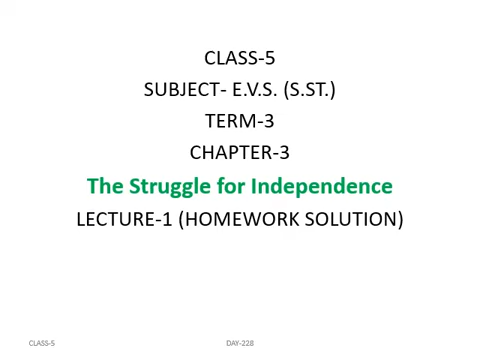 CLASS-5
SUBJECT- E.V.S. (S.ST.)
TERM-3
CHAPTER-3
The Struggle for Independence
LECTURE-1 (HOMEWORK SOLUTION)
CLASS-5 DAY-228